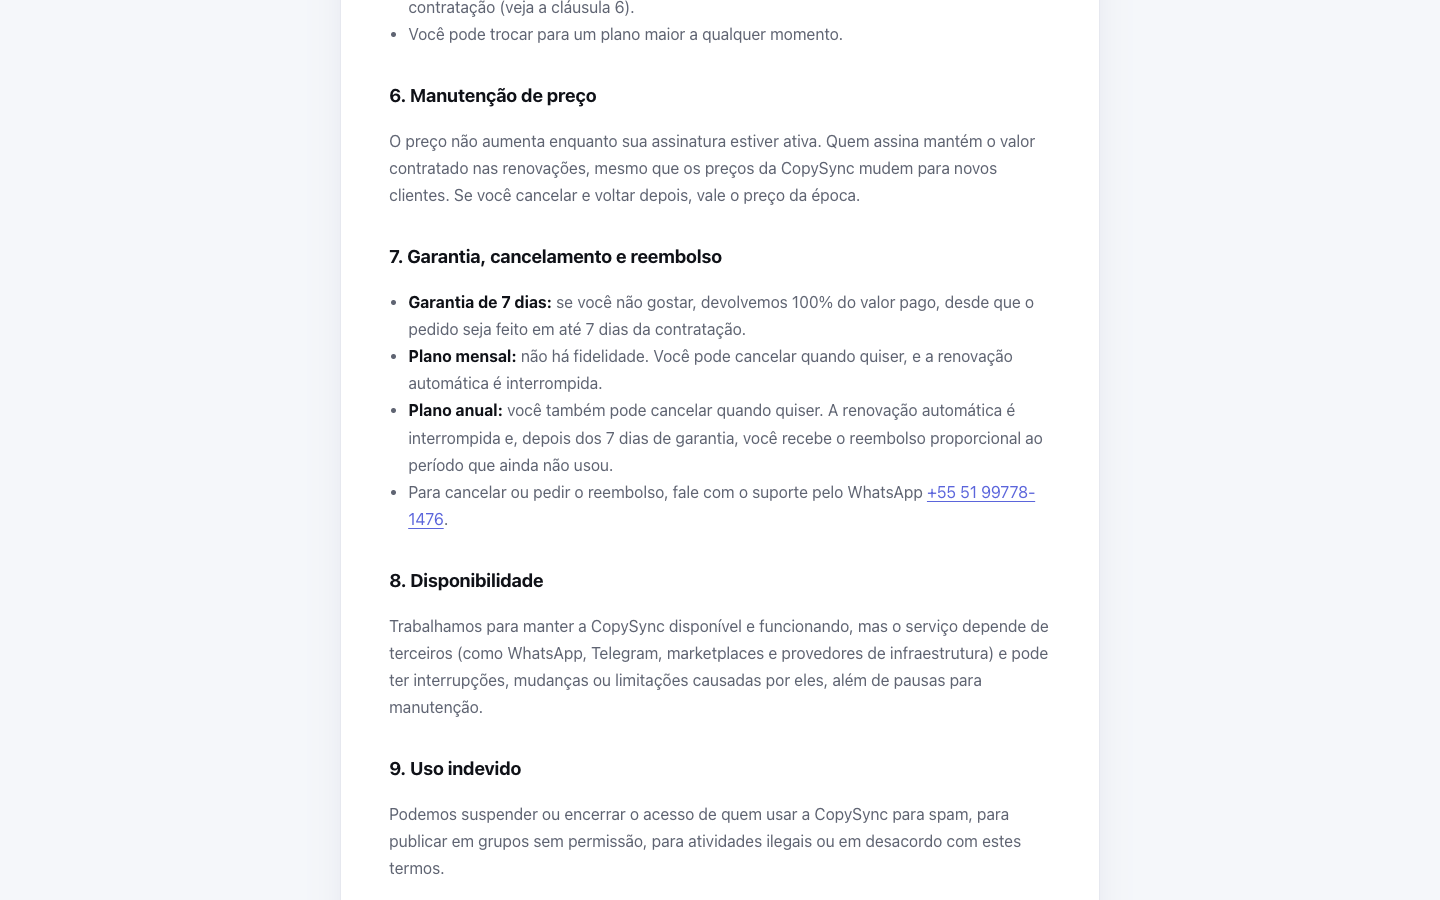 contratação (veja a cláusula 6).
• Você pode trocar para um plano maior a qualquer momento.
6. Manutenção de preço
O preço não aumenta enquanto sua assinatura estiver ativa. Quem assina mantém o valor
contratado nas renovações, mesmo que os preços da CopySync mudem para novos
clientes. Se você cancelar e voltar depois, vale o preço da época.
7. Garantia, cancelamento e reembolso
• Garantia de 7 dias: se você não gostar, devolvemos 100% do valor pago, desde que o
pedido seja feito em até 7 dias da contratação.
• Plano mensal: não há fidelidade. Você pode cancelar quando quiser, e a renovação
automática é interrompida.
• Plano anual: você também pode cancelar quando quiser. A renovação automática é
interrompida e, depois dos 7 dias de garantia, você recebe o reembolso proporcional ao
período que ainda não usou.
• Para cancelar ou pedir o reembolso, fale com o suporte pelo WhatsApp +55 51 99778-
1476.
8. Disponibilidade
Trabalhamos para manter a CopySync disponível e funcionando, mas o serviço depende de
terceiros (como WhatsApp, Telegram, marketplaces e provedores de infraestrutura) e pode
ter interrupções, mudanças ou limitações causadas por eles, além de pausas para
manutenção.
9. Uso indevido
Podemos suspender ou encerrar o acesso de quem usar a CopySync para spam, para
publicar em grupos sem permissão, para atividades ilegais ou em desacordo com estes
termos.